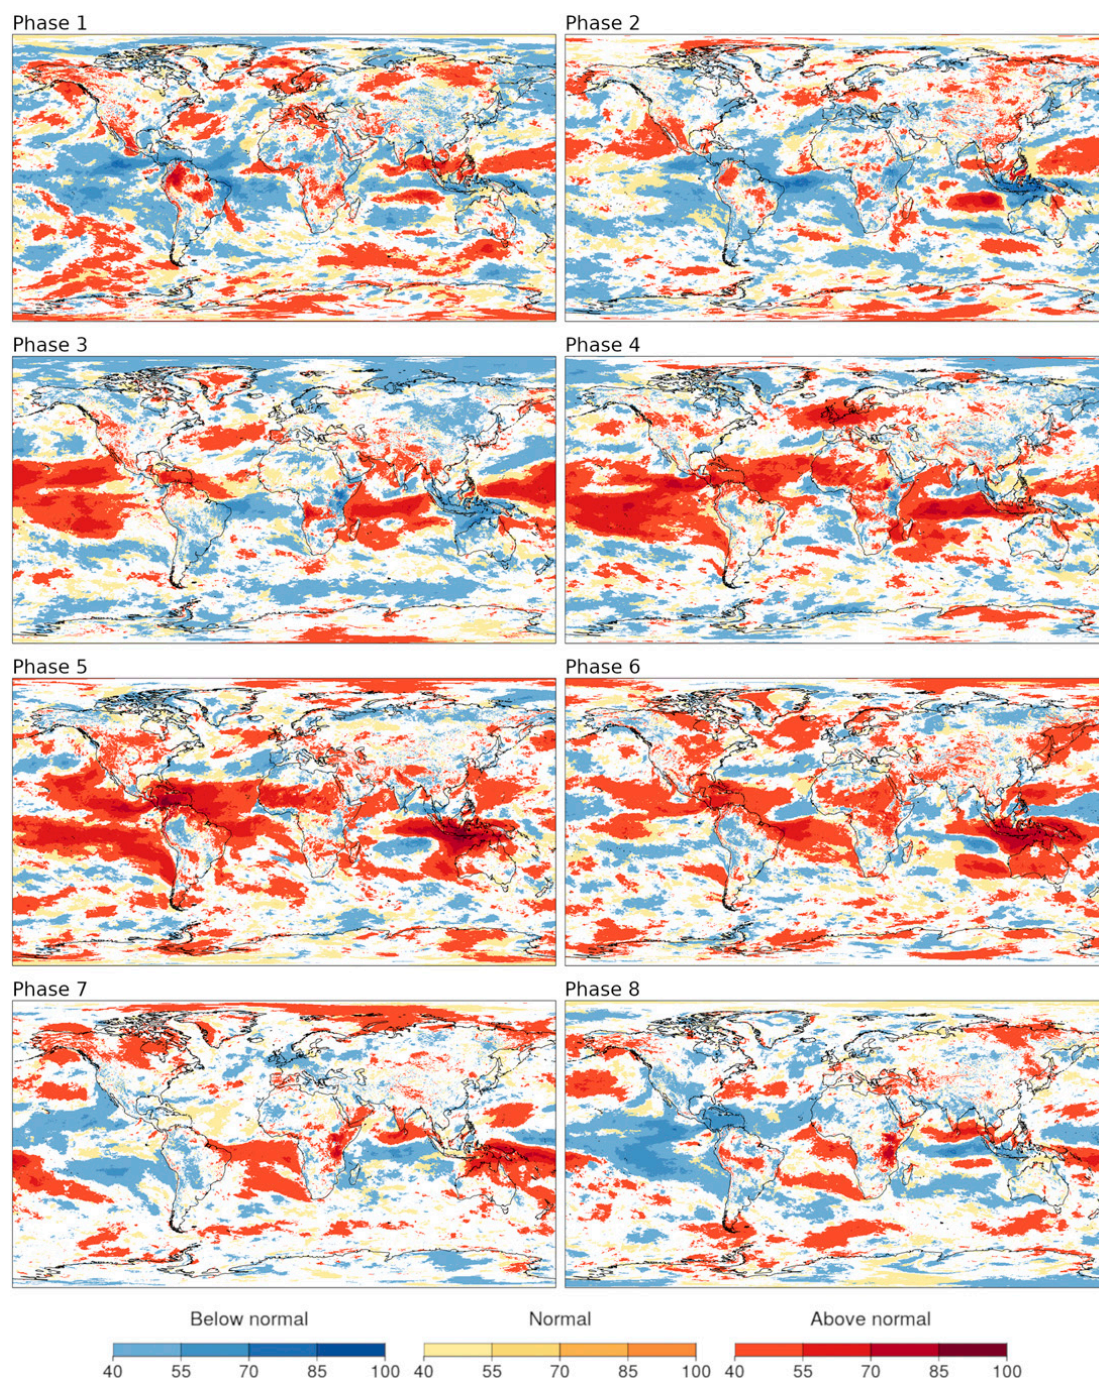 Phase 1 Phase 2
Phase 3 Phase 4
Phase 5 Phase 6
Phase 7 Phase 8
Below normal Normal Above normal
40 55 70 85 100 40 55 70 85 100 40 55 70 85 100